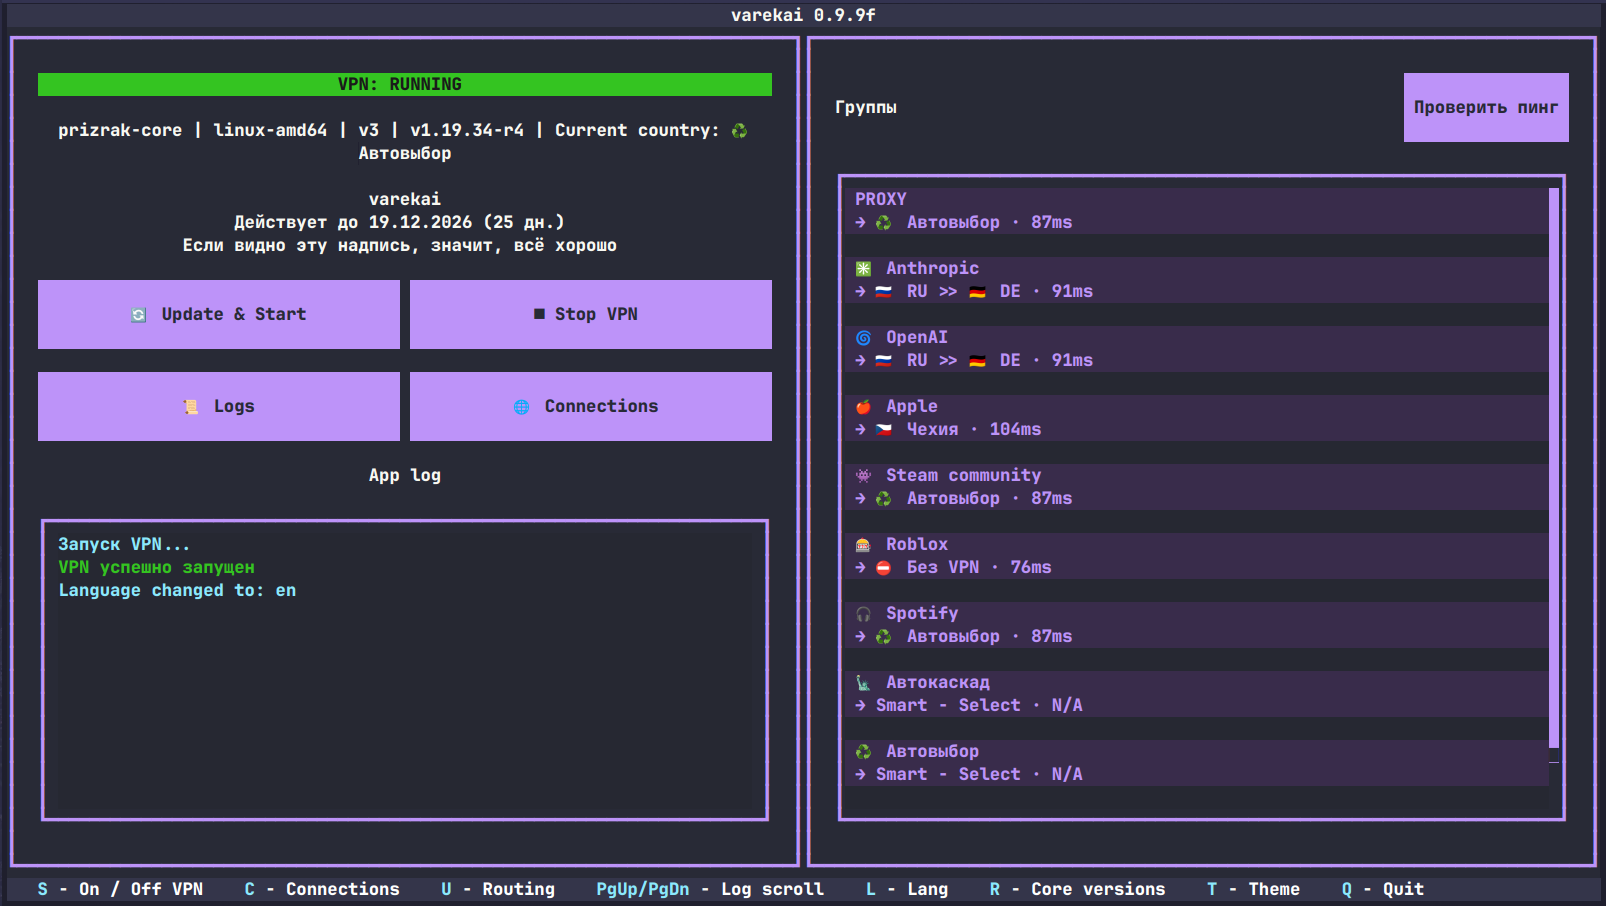 varekai 0.9.9f
VPN: RUNNING
prizrak-core | linux-amd64 | v3 | v1.19.34-r4 | Current country: ♻️
Автовыбор
varekai
Действует до 19.12.2026 (25 дн.)
Если видно эту надпись, значит, всё хорошо
🔄 Update & Start
■ Stop VPN
📜 Logs
🌐 Connections
App log
Запуск VPN...
VPN успешно запущен
Language changed to: en
Группы
Проверить пинг
PROXY
→ ♻️ Автовыбор · 87ms
✳️ Anthropic
→ 🇷🇺 RU >> 🇩🇪 DE · 91ms
🌀 OpenAI
→ 🇷🇺 RU >> 🇩🇪 DE · 91ms
🍎 Apple
→ 🇨🇿 Чехия · 104ms
👾 Steam community
→ ♻️ Автовыбор · 87ms
🎰 Roblox
→ ⛔ Без VPN · 76ms
🎧 Spotify
→ ♻️ Автовыбор · 87ms
🗽 Автокаскад
→ Smart - Select · N/A
♻️ Автовыбор
→ Smart - Select · N/A
S - On / Off VPN C - Connections U - Routing PgUp/PgDn - Log scroll L - Lang R - Core versions T - Theme Q - Quit